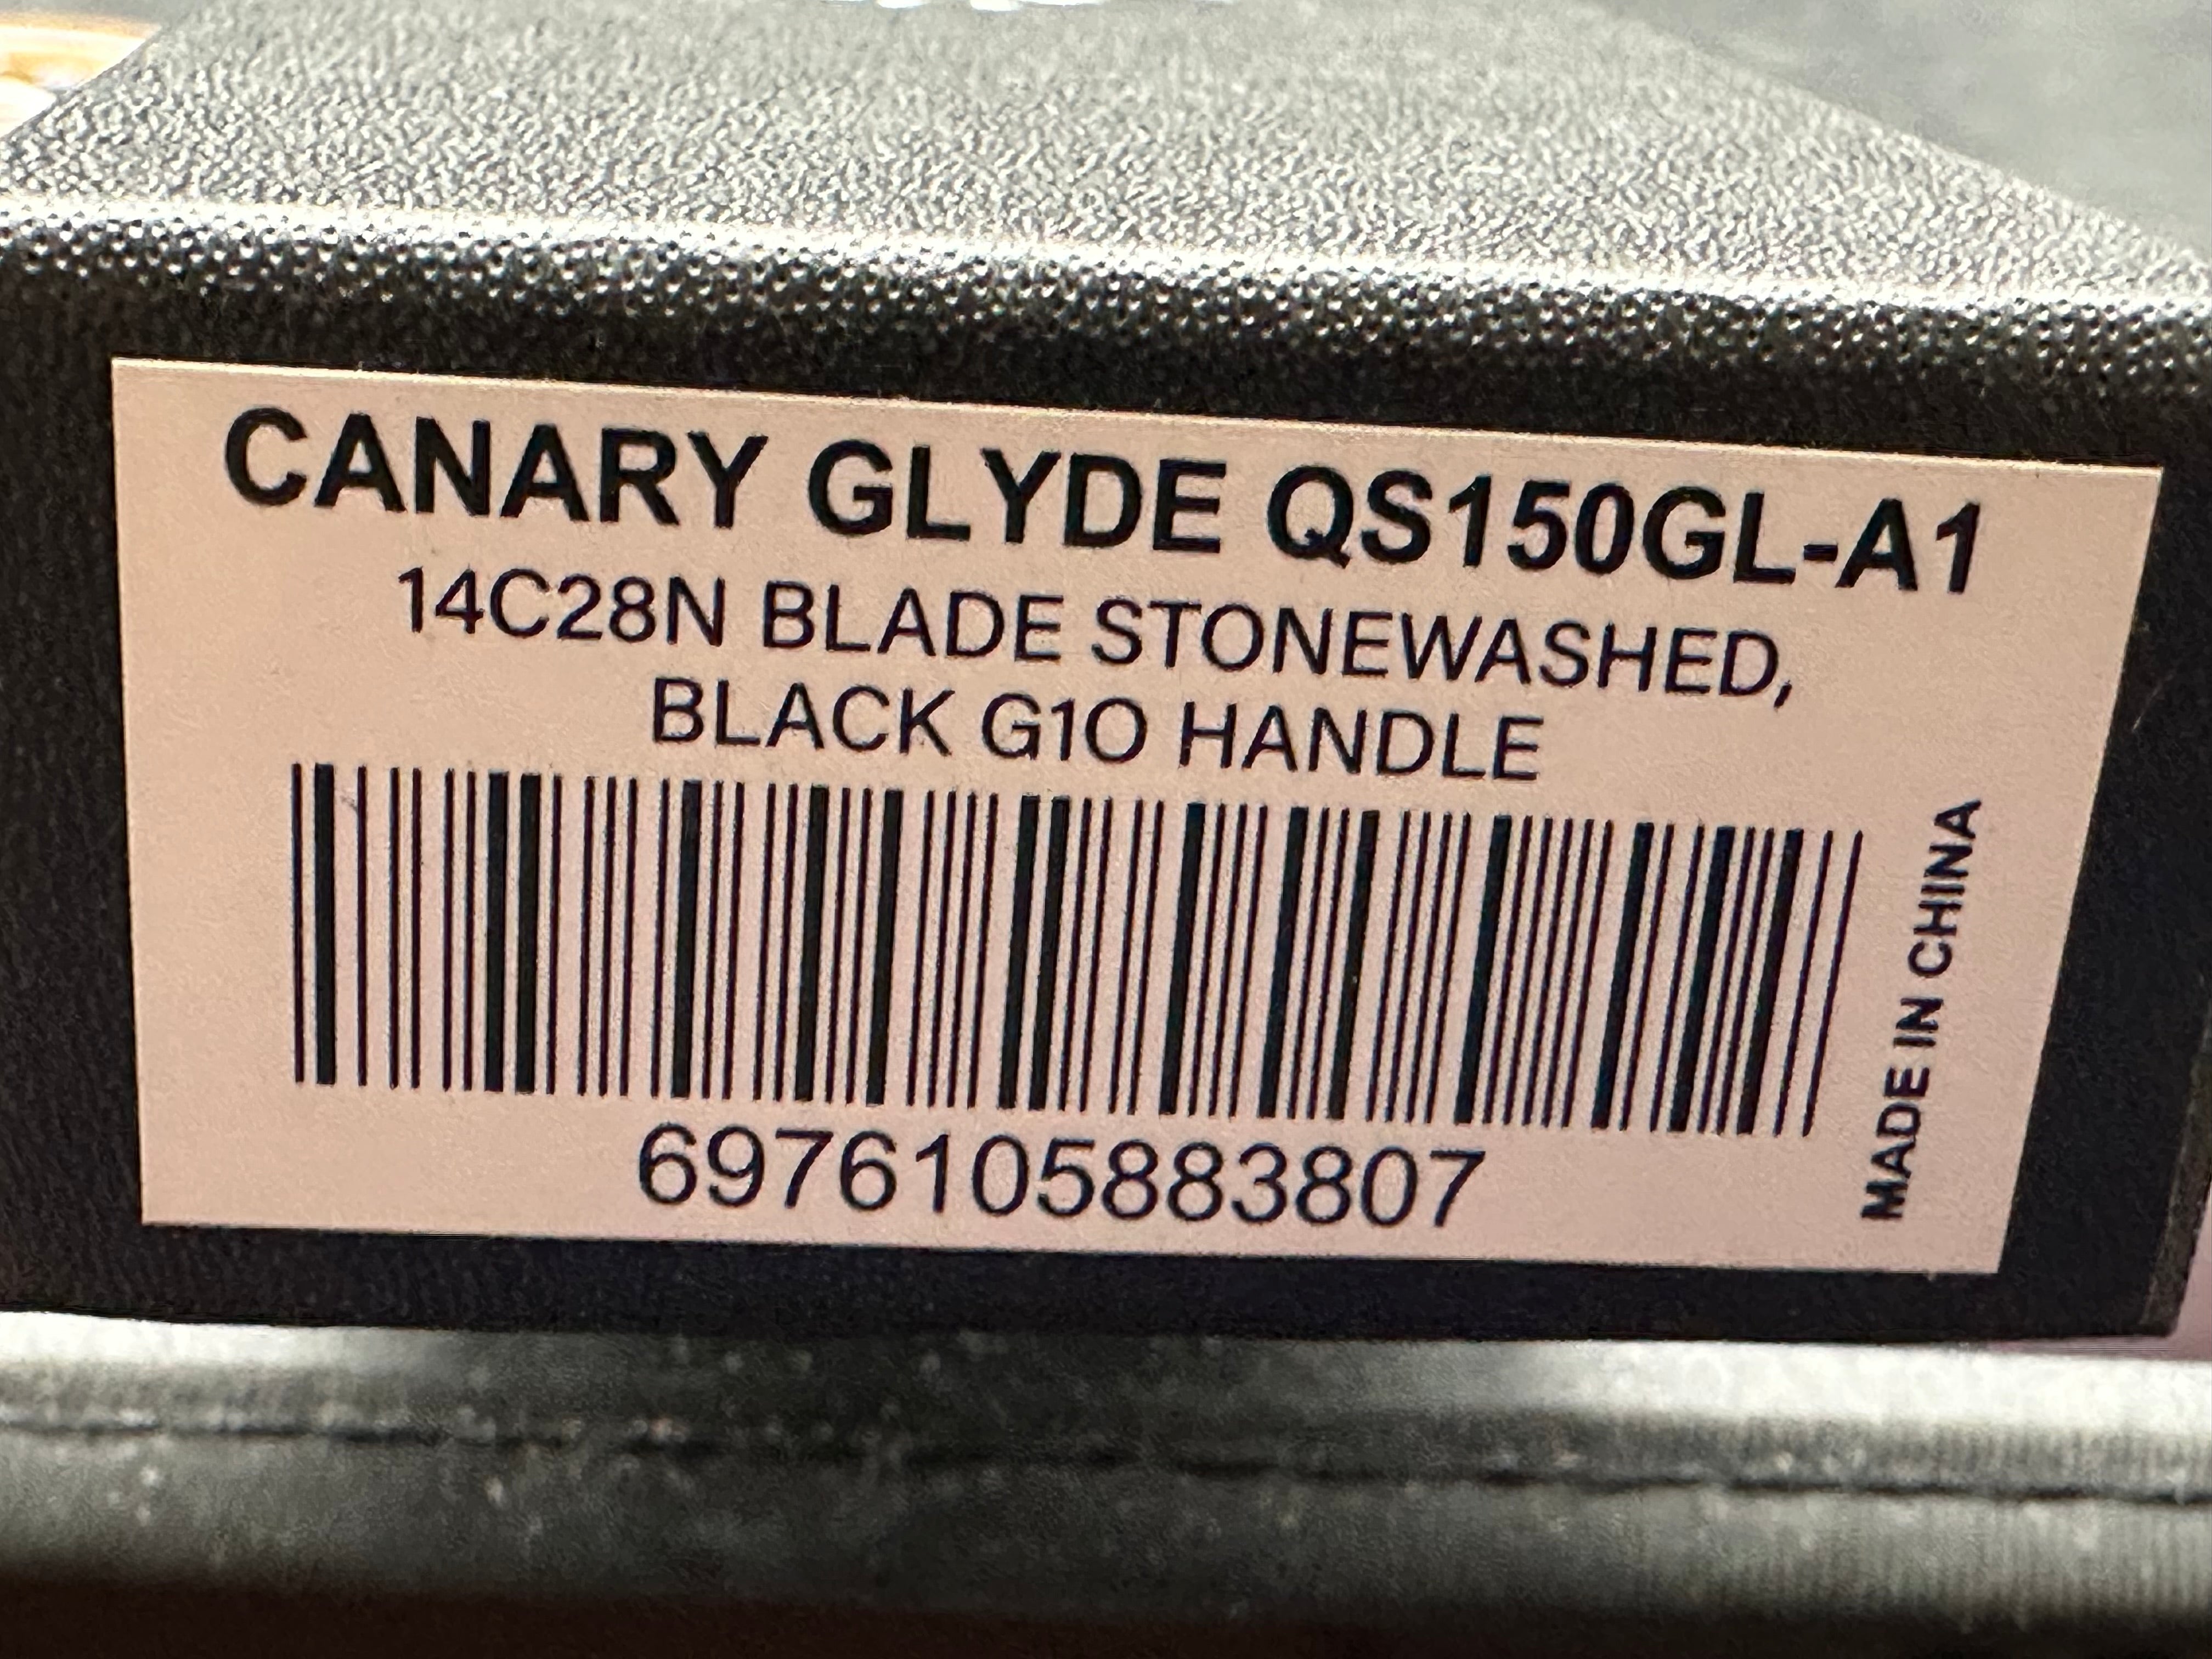 CANARY GLYDE QS150GL-A1
14C28N BLADE STONEWASHED,
BLACK G10 HANDLE
6976105883807
MADE IN CHINA